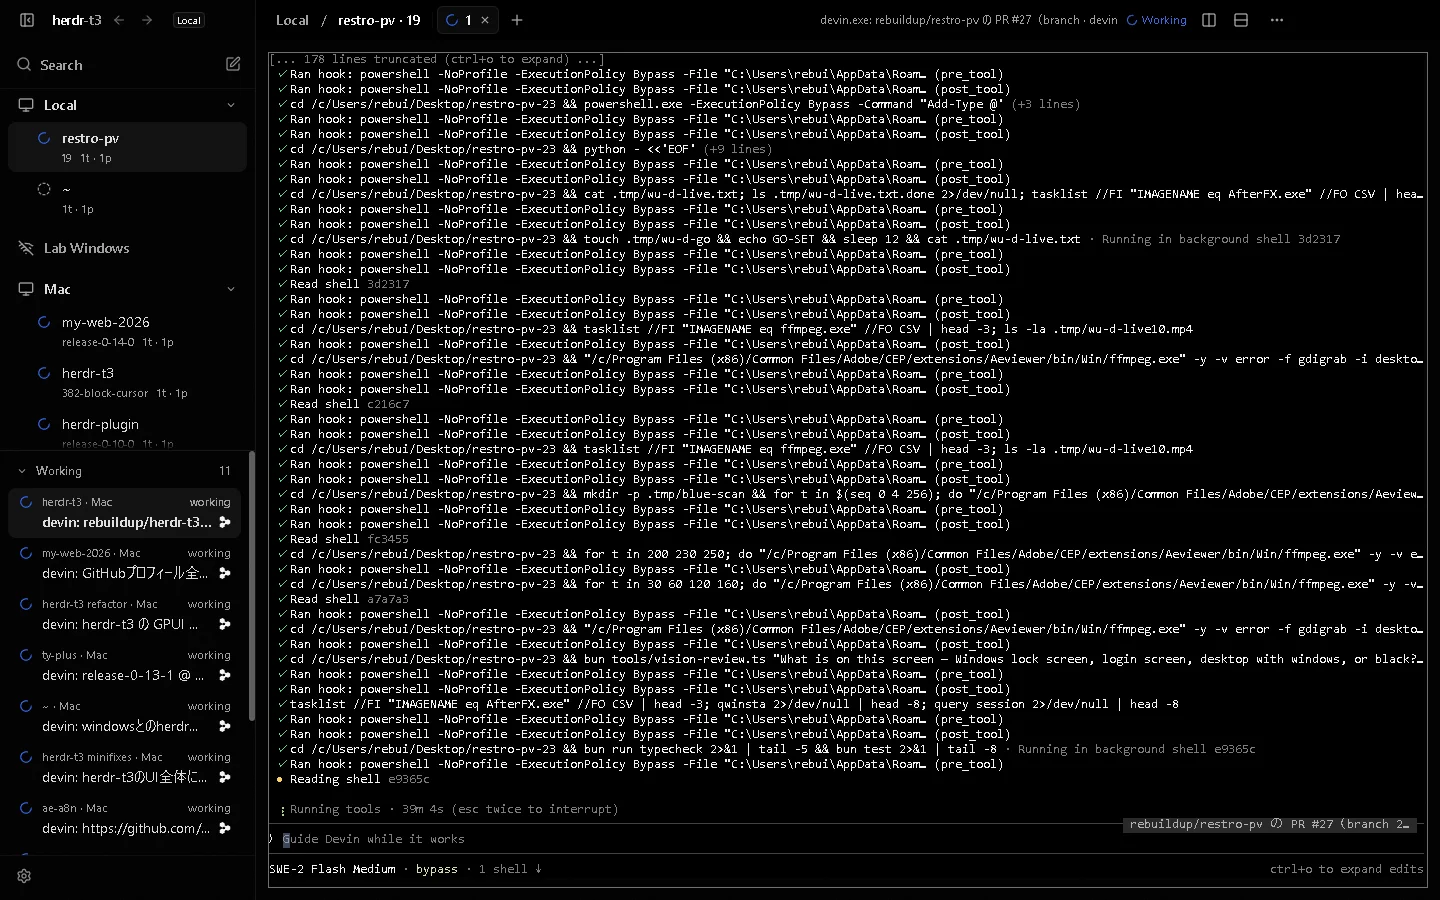 herdr-t3
Local
Local / restro-pv · 19
1
devin.exe: rebuildup/restro-pv の PR #27 (branch · devin
Working
Search
Local
restro-pv
19 1t · 1p
~
1t · 1p
Lab Windows
Mac
my-web-2026
release-0-14-0 1t · 1p
herdr-t3
382-block-cursor 1t · 1p
herdr-plugin
release-0-10-0 1t · 1p
Working 11
herdr-t3 · Mac working
devin: rebuildup/herdr-t3...
my-web-2026 · Mac working
devin: GitHubプロフィール全...
herdr-t3 refactor · Mac working
devin: herdr-t3 の GPUI ...
ty-plus · Mac working
devin: release-0-13-1 @ ...
~ · Mac working
devin: windowsとのherdr...
herdr-t3 minifixes · Mac working
devin: herdr-t3のUI全体に...
ae-a8n · Mac working
devin: https://github.com/...
[... 178 lines truncated (ctrl+o to expand) ...]
✓Ran hook: powershell -NoProfile -ExecutionPolicy Bypass -File "C:\Users\rebui\AppData\Roam… (pre_tool)
✓Ran hook: powershell -NoProfile -ExecutionPolicy Bypass -File "C:\Users\rebui\AppData\Roam… (post_tool)
✓cd /c/Users/rebui/Desktop/restro-pv-23 && powershell.exe -ExecutionPolicy Bypass -Command "Add-Type @' (+3 lines)
✓Ran hook: powershell -NoProfile -ExecutionPolicy Bypass -File "C:\Users\rebui\AppData\Roam… (pre_tool)
✓Ran hook: powershell -NoProfile -ExecutionPolicy Bypass -File "C:\Users\rebui\AppData\Roam… (post_tool)
✓cd /c/Users/rebui/Desktop/restro-pv-23 && python - <<'EOF' (+9 lines)
✓Ran hook: powershell -NoProfile -ExecutionPolicy Bypass -File "C:\Users\rebui\AppData\Roam… (pre_tool)
✓Ran hook: powershell -NoProfile -ExecutionPolicy Bypass -File "C:\Users\rebui\AppData\Roam… (post_tool)
✓cd /c/Users/rebui/Desktop/restro-pv-23 && cat .tmp/wu-d-live.txt; ls .tmp/wu-d-live.txt.done 2>/dev/null; tasklist //FI "IMAGENAME eq AfterFX.exe" //FO CSV | hea…
✓Ran hook: powershell -NoProfile -ExecutionPolicy Bypass -File "C:\Users\rebui\AppData\Roam… (pre_tool)
✓Ran hook: powershell -NoProfile -ExecutionPolicy Bypass -File "C:\Users\rebui\AppData\Roam… (post_tool)
✓cd /c/Users/rebui/Desktop/restro-pv-23 && touch .tmp/wu-d-go && echo GO-SET && sleep 12 && cat .tmp/wu-d-live.txt · Running in background shell 3d2317
✓Ran hook: powershell -NoProfile -ExecutionPolicy Bypass -File "C:\Users\rebui\AppData\Roam… (pre_tool)
✓Ran hook: powershell -NoProfile -ExecutionPolicy Bypass -File "C:\Users\rebui\AppData\Roam… (post_tool)
✓Read shell 3d2317
✓Ran hook: powershell -NoProfile -ExecutionPolicy Bypass -File "C:\Users\rebui\AppData\Roam… (pre_tool)
✓Ran hook: powershell -NoProfile -ExecutionPolicy Bypass -File "C:\Users\rebui\AppData\Roam… (post_tool)
✓cd /c/Users/rebui/Desktop/restro-pv-23 && tasklist //FI "IMAGENAME eq ffmpeg.exe" //FO CSV | head -3; ls -la .tmp/wu-d-live10.mp4
✓Ran hook: powershell -NoProfile -ExecutionPolicy Bypass -File "C:\Users\rebui\AppData\Roam… (pre_tool)
✓cd /c/Users/rebui/Desktop/restro-pv-23 && "/c/Program Files (x86)/Common Files/Adobe/CEP/extensions/Aeviewer/bin/Win/ffmpeg.exe" -y -v error -f gdigrab -i deskto…
✓Ran hook: powershell -NoProfile -ExecutionPolicy Bypass -File "C:\Users\rebui\AppData\Roam… (pre_tool)
✓Ran hook: powershell -NoProfile -ExecutionPolicy Bypass -File "C:\Users\rebui\AppData\Roam… (post_tool)
✓Read shell c216c7
✓Ran hook: powershell -NoProfile -ExecutionPolicy Bypass -File "C:\Users\rebui\AppData\Roam… (pre_tool)
✓Ran hook: powershell -NoProfile -ExecutionPolicy Bypass -File "C:\Users\rebui\AppData\Roam… (post_tool)
✓cd /c/Users/rebui/Desktop/restro-pv-23 && tasklist //FI "IMAGENAME eq ffmpeg.exe" //FO CSV | head -3; ls -la .tmp/wu-d-live10.mp4
✓Ran hook: powershell -NoProfile -ExecutionPolicy Bypass -File "C:\Users\rebui\AppData\Roam… (pre_tool)
✓Ran hook: powershell -NoProfile -ExecutionPolicy Bypass -File "C:\Users\rebui\AppData\Roam… (post_tool)
✓cd /c/Users/rebui/Desktop/restro-pv-23 && mkdir -p .tmp/blue-scan && for t in $(seq 0 4 256); do "/c/Program Files (x86)/Common Files/Adobe/CEP/extensions/Aeview…
✓Ran hook: powershell -NoProfile -ExecutionPolicy Bypass -File "C:\Users\rebui\AppData\Roam… (pre_tool)
✓Ran hook: powershell -NoProfile -ExecutionPolicy Bypass -File "C:\Users\rebui\AppData\Roam… (post_tool)
✓Read shell fc3455
✓cd /c/Users/rebui/Desktop/restro-pv-23 && for t in 200 230 250; do "/c/Program Files (x86)/Common Files/Adobe/CEP/extensions/Aeviewer/bin/Win/ffmpeg.exe" -y -v e…
✓Ran hook: powershell -NoProfile -ExecutionPolicy Bypass -File "C:\Users\rebui\AppData\Roam… (post_tool)
✓cd /c/Users/rebui/Desktop/restro-pv-23 && for t in 30 60 120 160; do "/c/Program Files (x86)/Common Files/Adobe/CEP/extensions/Aeviewer/bin/Win/ffmpeg.exe" -y -v…
✓Read shell a7a7a3
✓Ran hook: powershell -NoProfile -ExecutionPolicy Bypass -File "C:\Users\rebui\AppData\Roam… (post_tool)
✓cd /c/Users/rebui/Desktop/restro-pv-23 && "/c/Program Files (x86)/Common Files/Adobe/CEP/extensions/Aeviewer/bin/Win/ffmpeg.exe" -y -v error -f gdigrab -i deskto…
✓Ran hook: powershell -NoProfile -ExecutionPolicy Bypass -File "C:\Users\rebui\AppData\Roam… (post_tool)
✓cd /c/Users/rebui/Desktop/restro-pv-23 && bun tools/vision-review.ts "What is on this screen — Windows lock screen, login screen, desktop with windows, or black?…
✓Ran hook: powershell -NoProfile -ExecutionPolicy Bypass -File "C:\Users\rebui\AppData\Roam… (pre_tool)
✓Ran hook: powershell -NoProfile -ExecutionPolicy Bypass -File "C:\Users\rebui\AppData\Roam… (post_tool)
✓tasklist //FI "IMAGENAME eq AfterFX.exe" //FO CSV | head -3; qwinsta 2>/dev/null | head -8; query session 2>/dev/null | head -8
✓Ran hook: powershell -NoProfile -ExecutionPolicy Bypass -File "C:\Users\rebui\AppData\Roam… (pre_tool)
✓Ran hook: powershell -NoProfile -ExecutionPolicy Bypass -File "C:\Users\rebui\AppData\Roam… (post_tool)
✓cd /c/Users/rebui/Desktop/restro-pv-23 && bun run typecheck 2>&1 | tail -5 && bun test 2>&1 | tail -8 · Running in background shell e9365c
✓Ran hook: powershell -NoProfile -ExecutionPolicy Bypass -File "C:\Users\rebui\AppData\Roam… (pre_tool)
● Reading shell e9365c
Running tools · 39m 4s (esc twice to interrupt)
rebuildup/restro-pv の PR #27 (branch 2…
❯ Guide Devin while it works
SWE-2 Flash Medium · bypass · 1 shell ↓
ctrl+o to expand edits